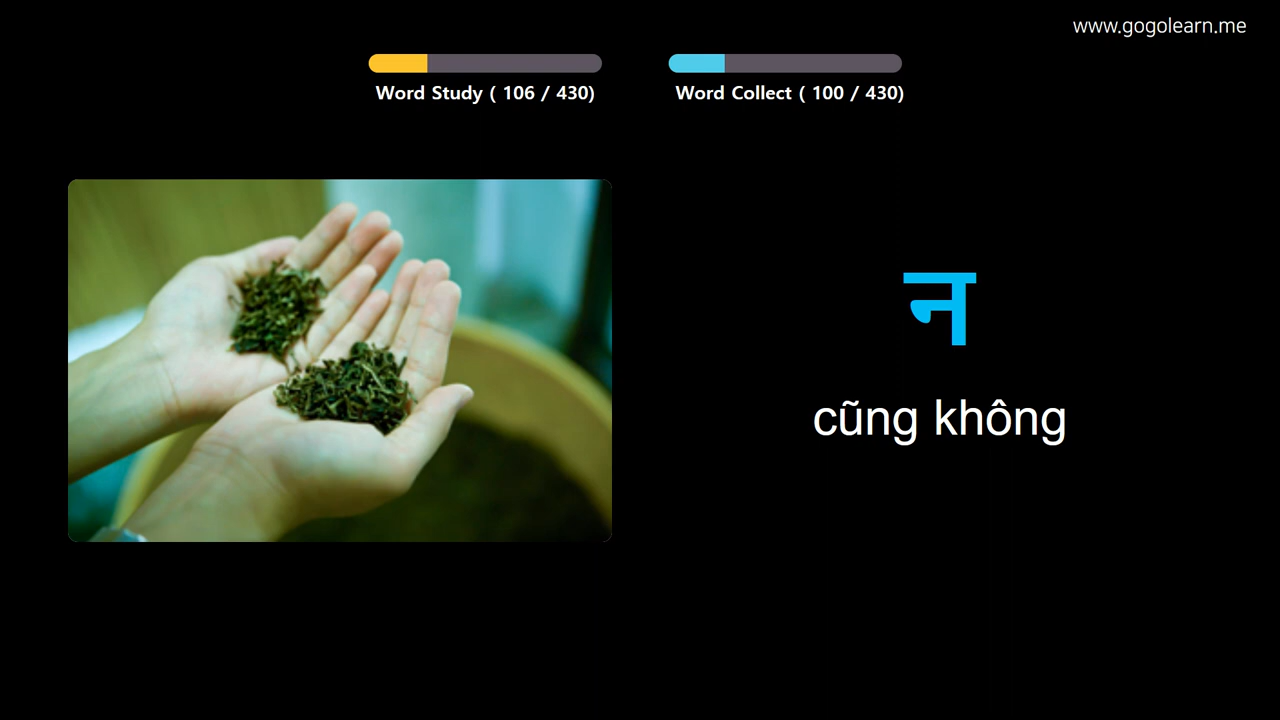 www.gogolearn.me
Word Study ( 106 / 430)
Word Collect ( 100 / 430)
न
cũng không